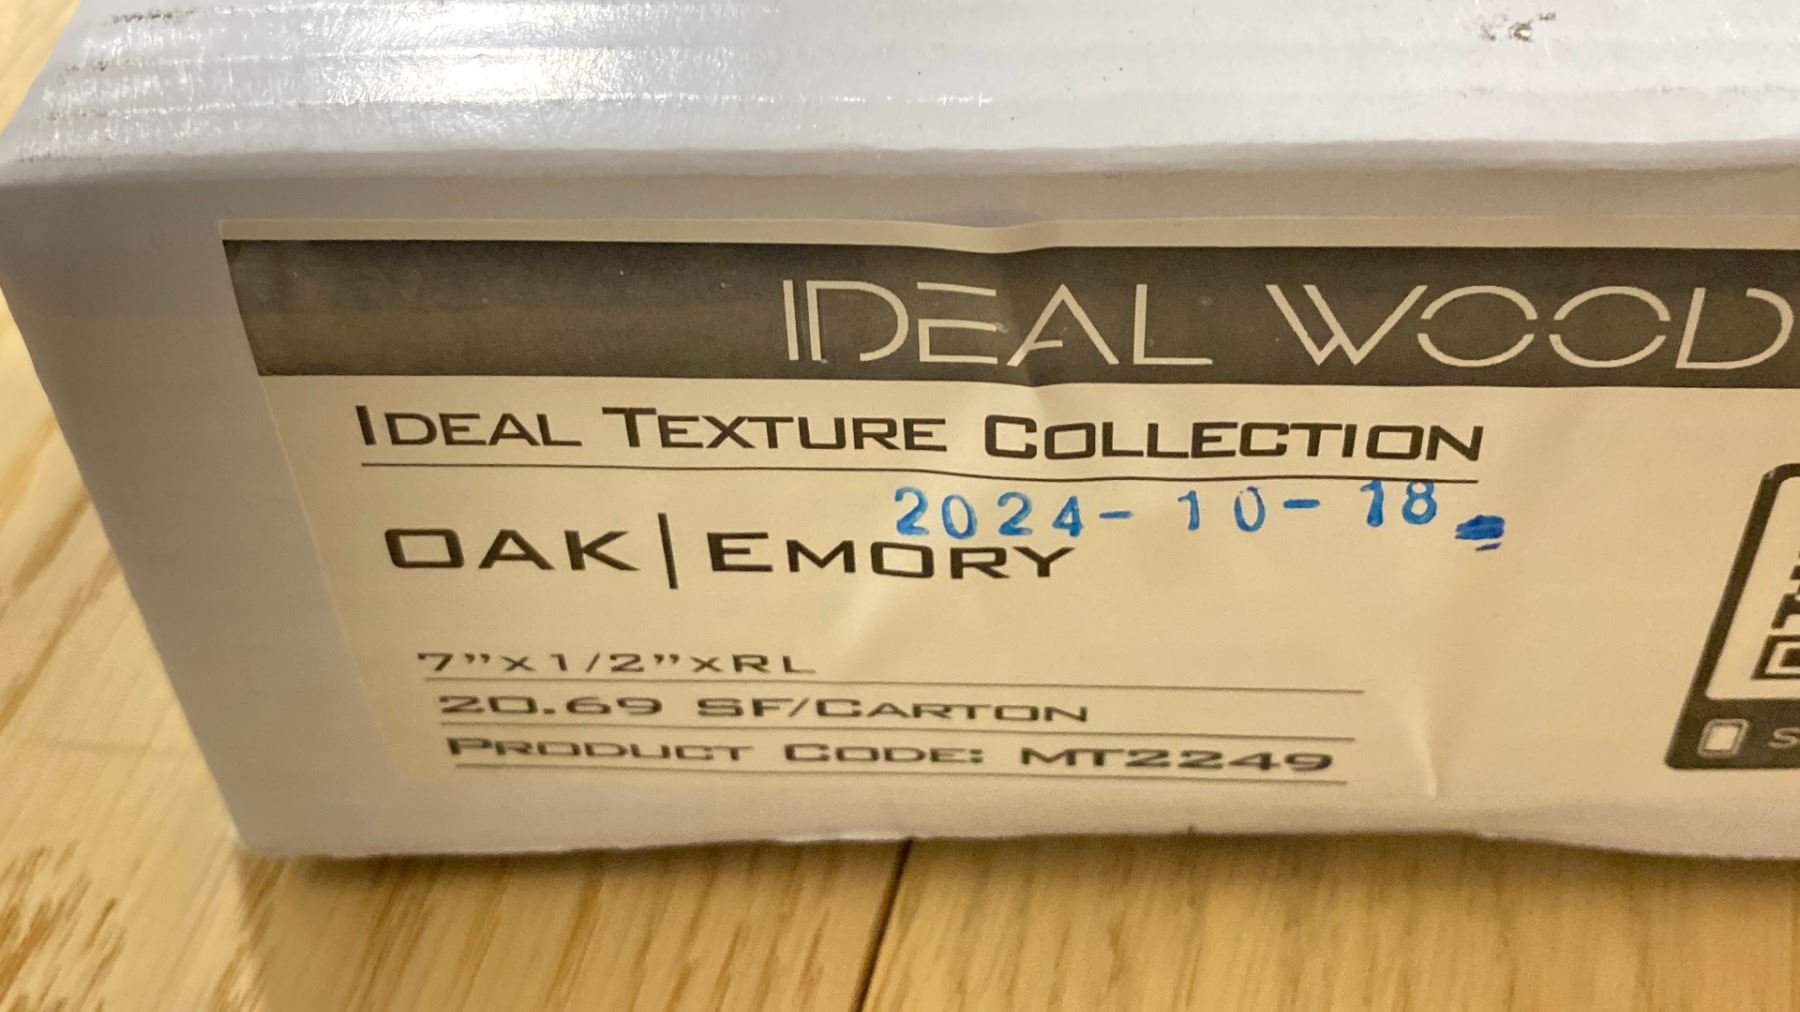 IDEAL WOOD
IDEAL TEXTURE COLLECTION
2024-10-18
OAK|EMORY
7"X1/2"XRL
20.69 SF/CARTON
PRODUCT CODE: MT2249